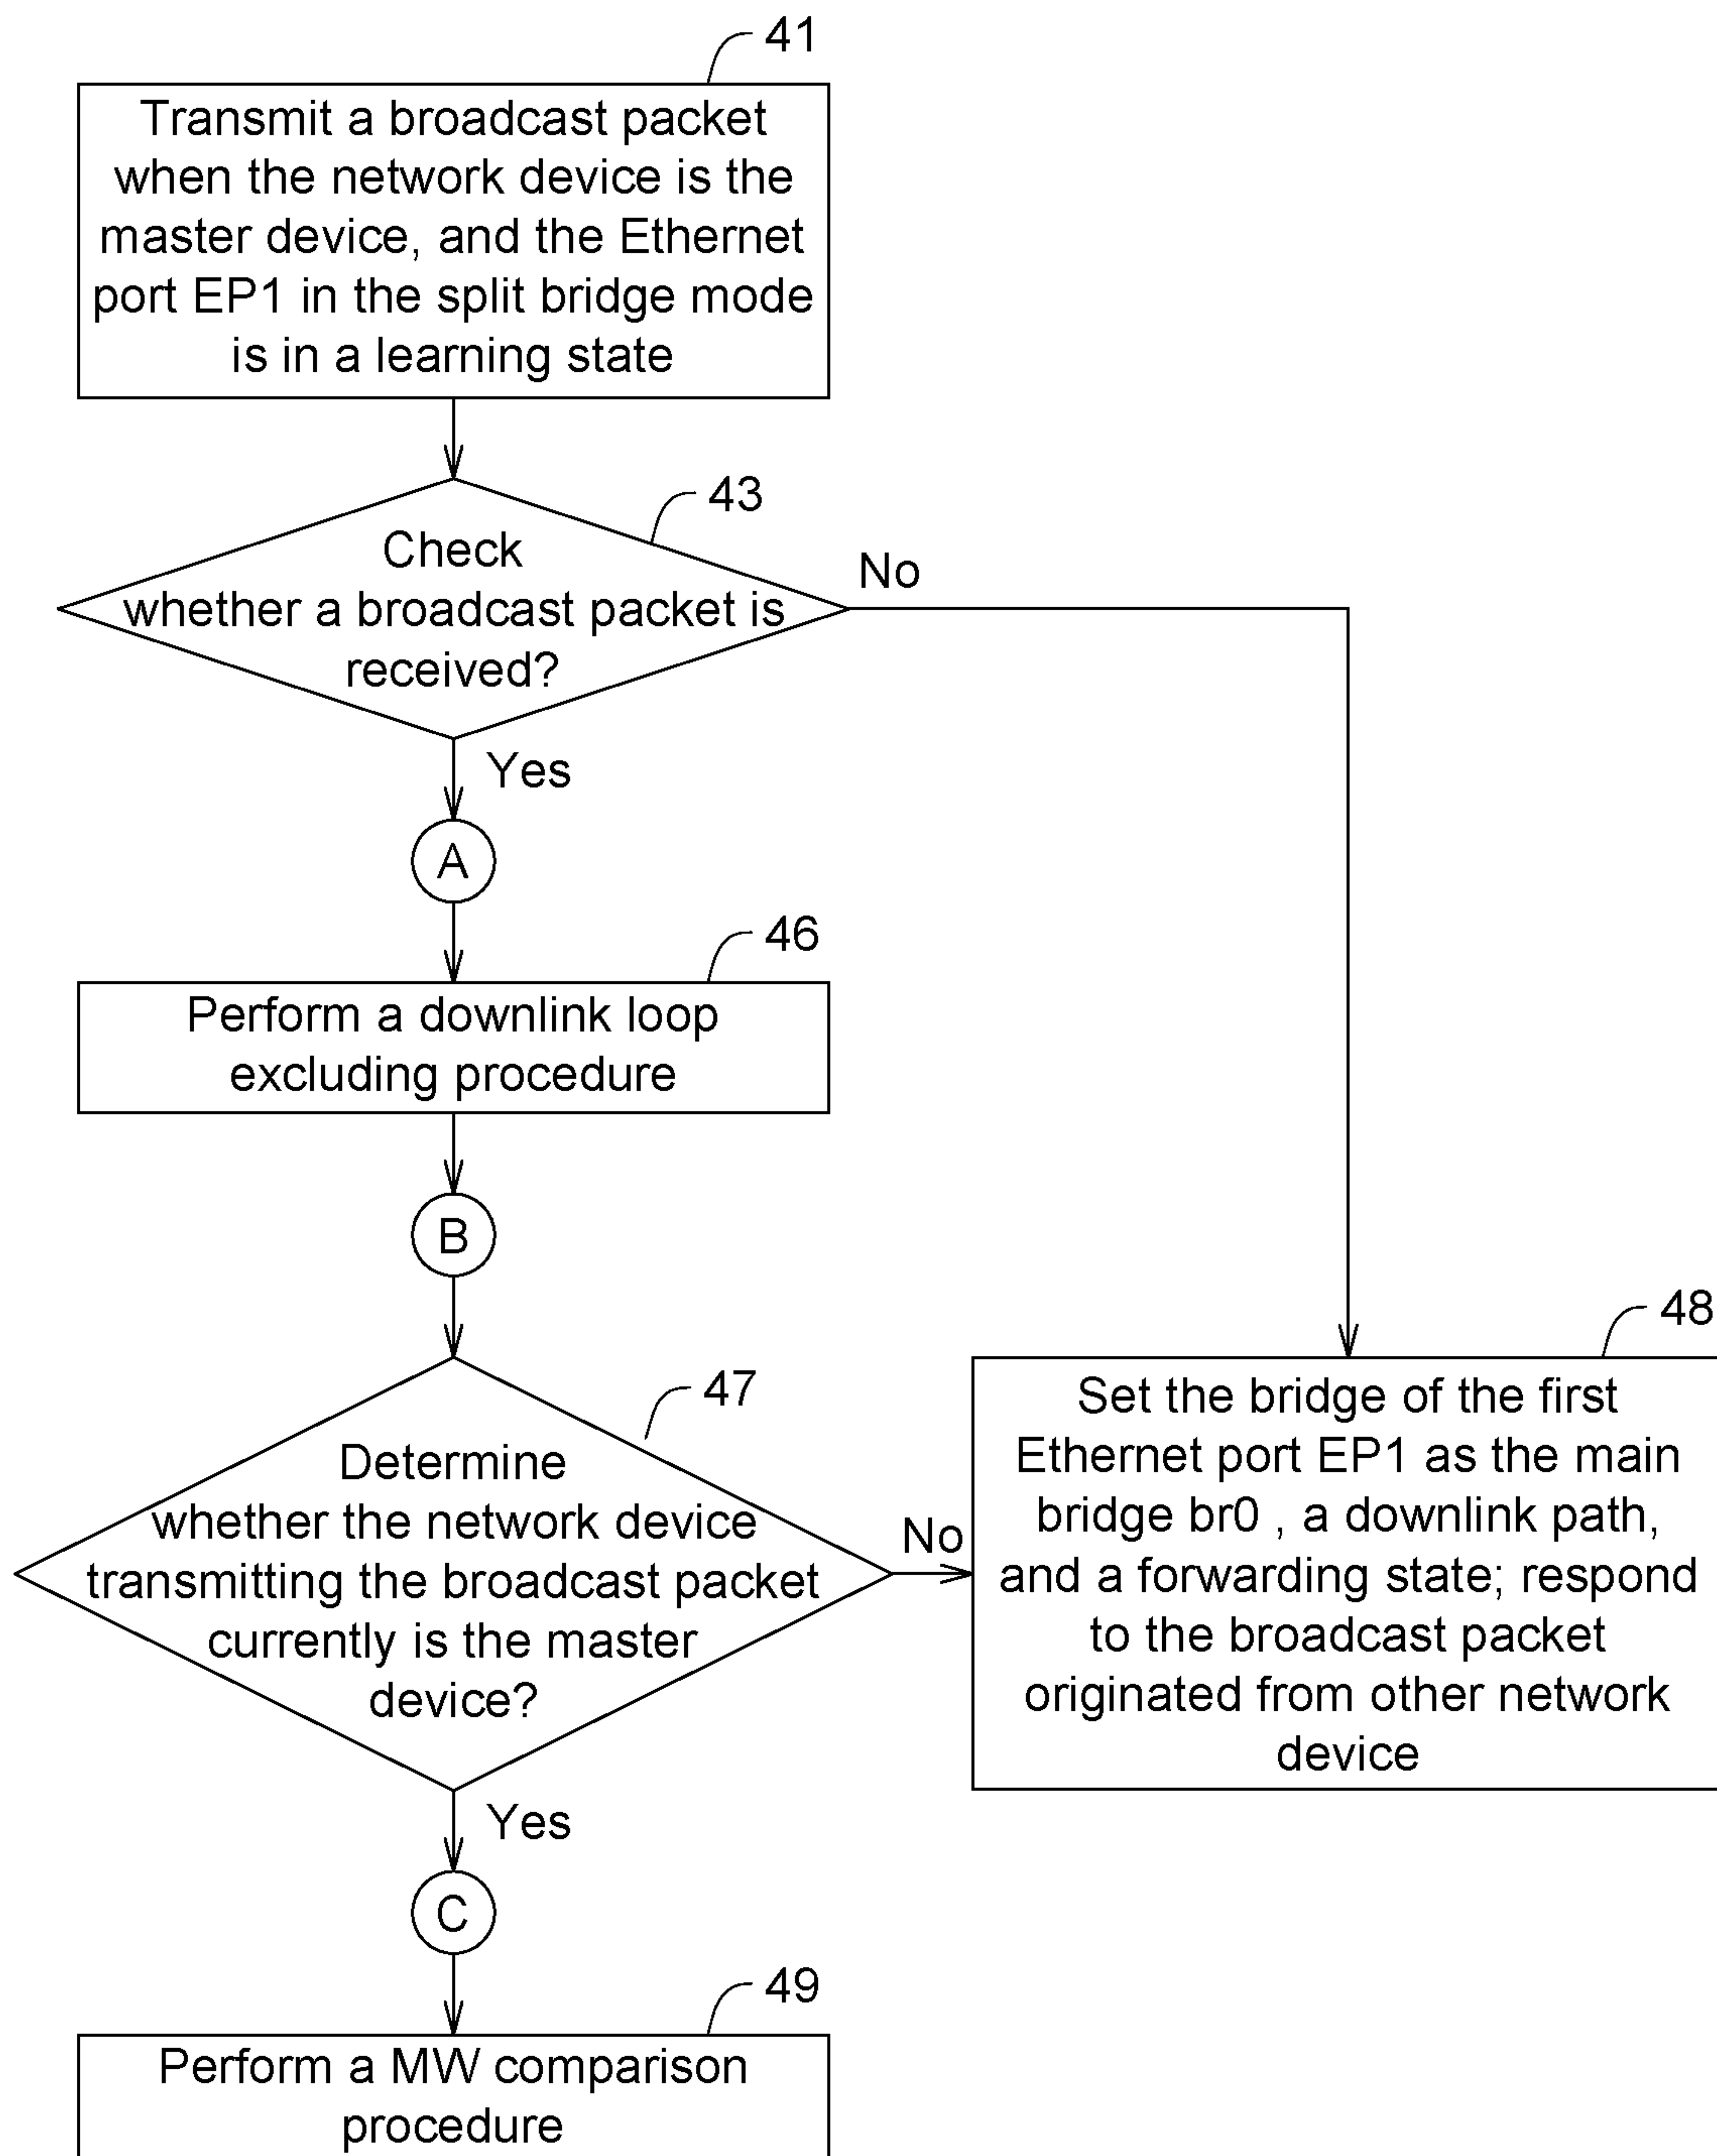 41
Transmit a broadcast packet
when the network device is the
master device, and the Ethernet
port EP1 in the split bridge mode
is in a learning state
43
Check
whether a broadcast packet is
received?
No
Yes
A
46
Perform a downlink loop
excluding procedure
B
47
Determine
whether the network device
transmitting the broadcast packet
currently is the master
device?
No
48
Set the bridge of the first
Ethernet port EP1 as the main
bridge br0 , a downlink path,
and a forwarding state; respond
to the broadcast packet
originated from other network
device
Yes
C
49
Perform a MW comparison
procedure